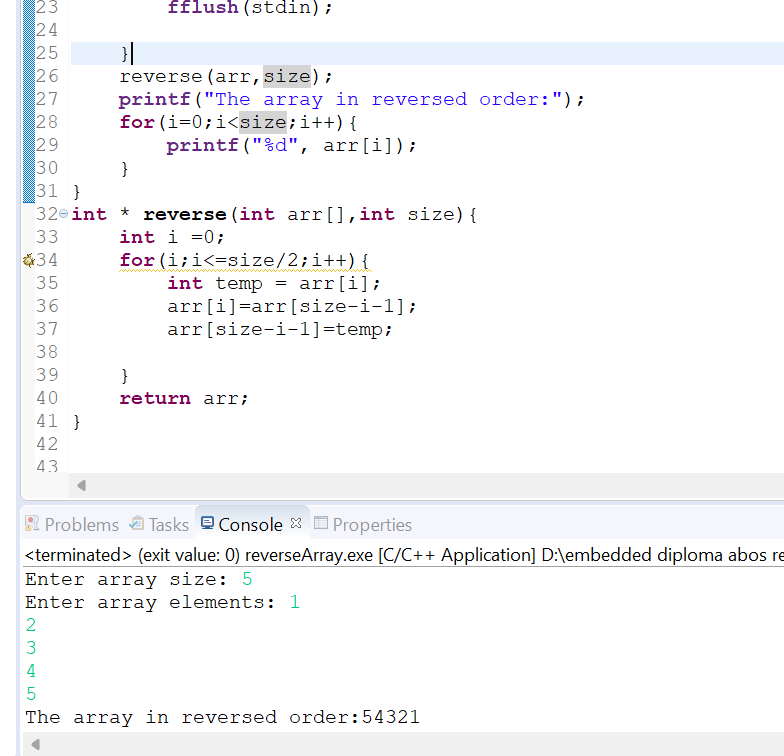 23 fflush(stdin);
24
25 }
26 reverse(arr,size);
27 printf("The array in reversed order:");
28 for(i=0;i<size;i++){
29 printf("%d", arr[i]);
30 }
31 }
32 int * reverse(int arr[],int size){
33 int i =0;
34 for(i;i<=size/2;i++){
35 int temp = arr[i];
36 arr[i]=arr[size-i-1];
37 arr[size-i-1]=temp;
38
39 }
40 return arr;
41 }
42
43
Problems Tasks Console Properties
<terminated> (exit value: 0) reverseArray.exe [C/C++ Application] D:\embedded diploma abos re
Enter array size: 5
Enter array elements: 1
2
3
4
5
The array in reversed order:54321